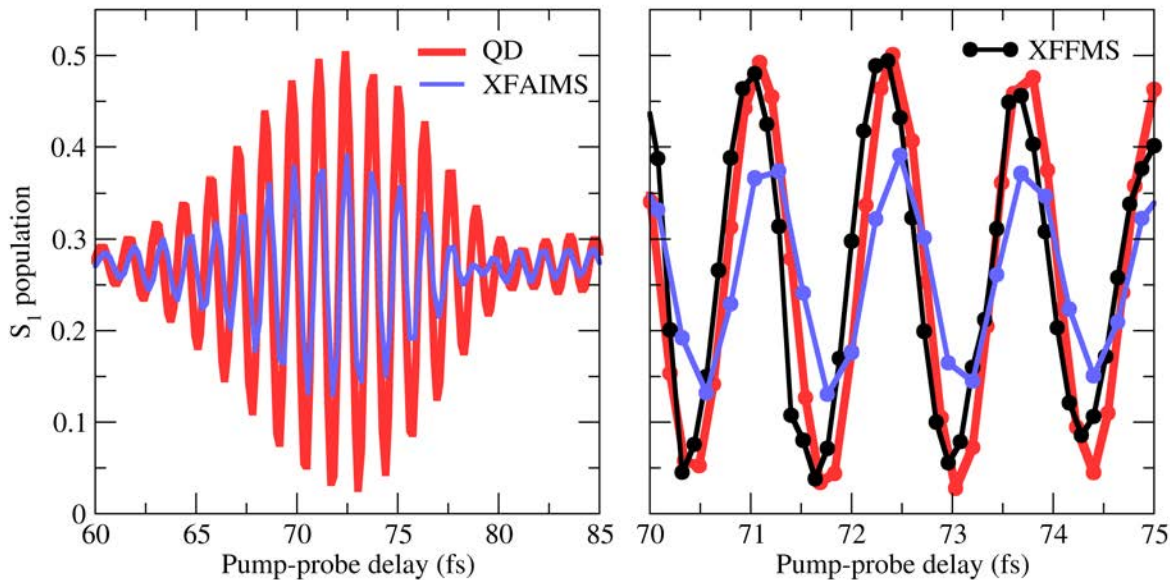 QD
XFAIMS
XFFMS
S1 population
0.5
0.4
0.3
0.2
0.1
0
60 65 70 75 80 85
70 71 72 73 74 75
Pump-probe delay (fs)
Pump-probe delay (fs)